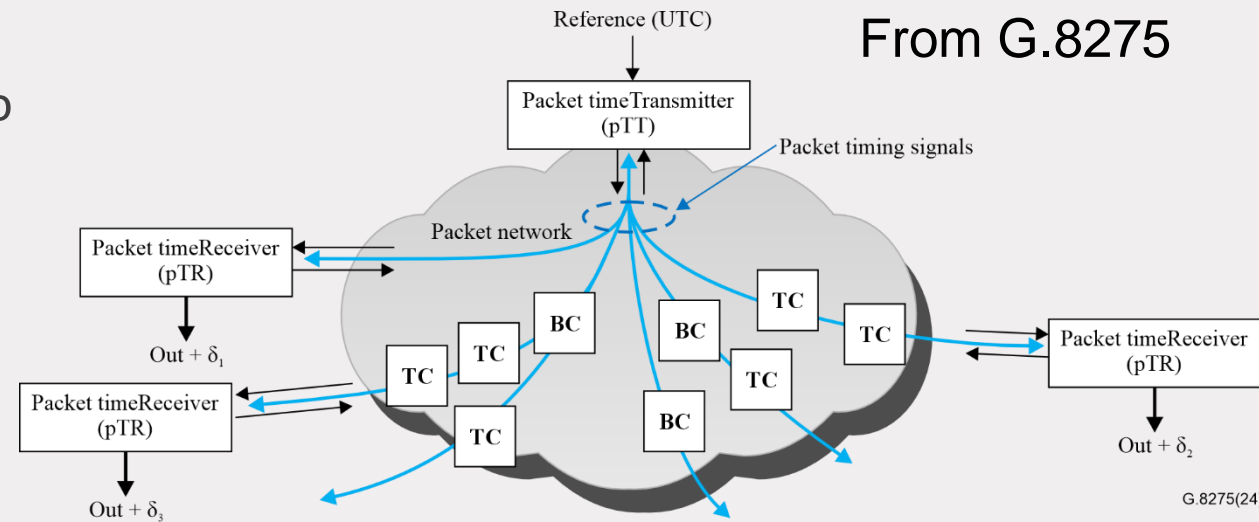 From G.8275
Reference (UTC)
Packet timeTransmitter
(pTT)
Packet timing signals
Packet network
Packet timeReceiver
(pTR)
Out + δ₁
Packet timeReceiver
(pTR)
Out + δ₃
TC
TC
BC
TC
BC
TC
BC
TC
TC
Packet timeReceiver
(pTR)
Out + δ₂
G.8275(24